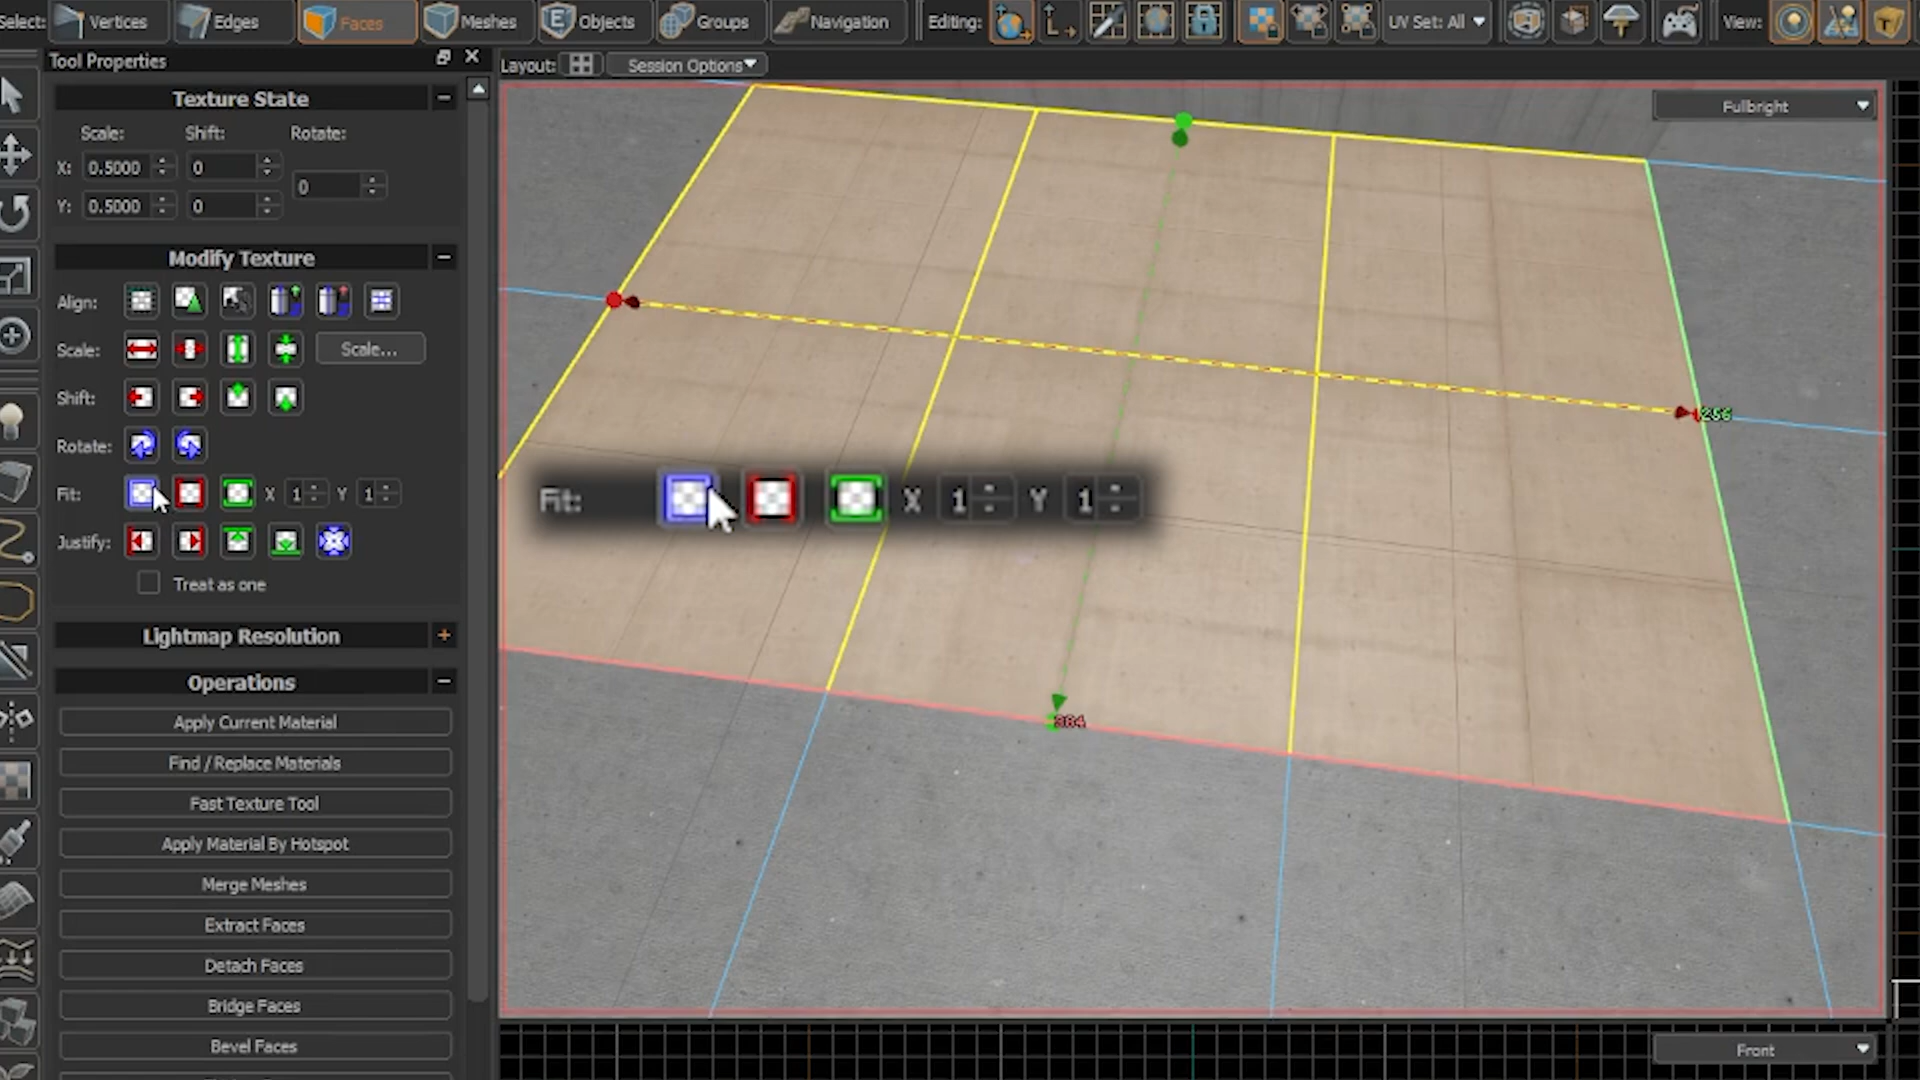 Select: Vertices Edges Faces Meshes Objects Groups Navigation Editing: UV Set: All View:
Tool Properties
Layout: Session Options
Texture State
Fullbright
Scale: Shift: Rotate:
X: 0.5000 0
0
Y: 0.5000 0
Modify Texture
Align:
Scale: Scale...
Shift:
256
Rotate:
Fit: X 1 Y 1
Fit: X 1 Y 1
Justify:
Treat as one
Lightmap Resolution
Operations
384
Apply Current Material
Find / Replace Materials
Fast Texture Tool
Apply Material By Hotspot
Merge Meshes
Extract Faces
Detach Faces
Bridge Faces
Bevel Faces
Front